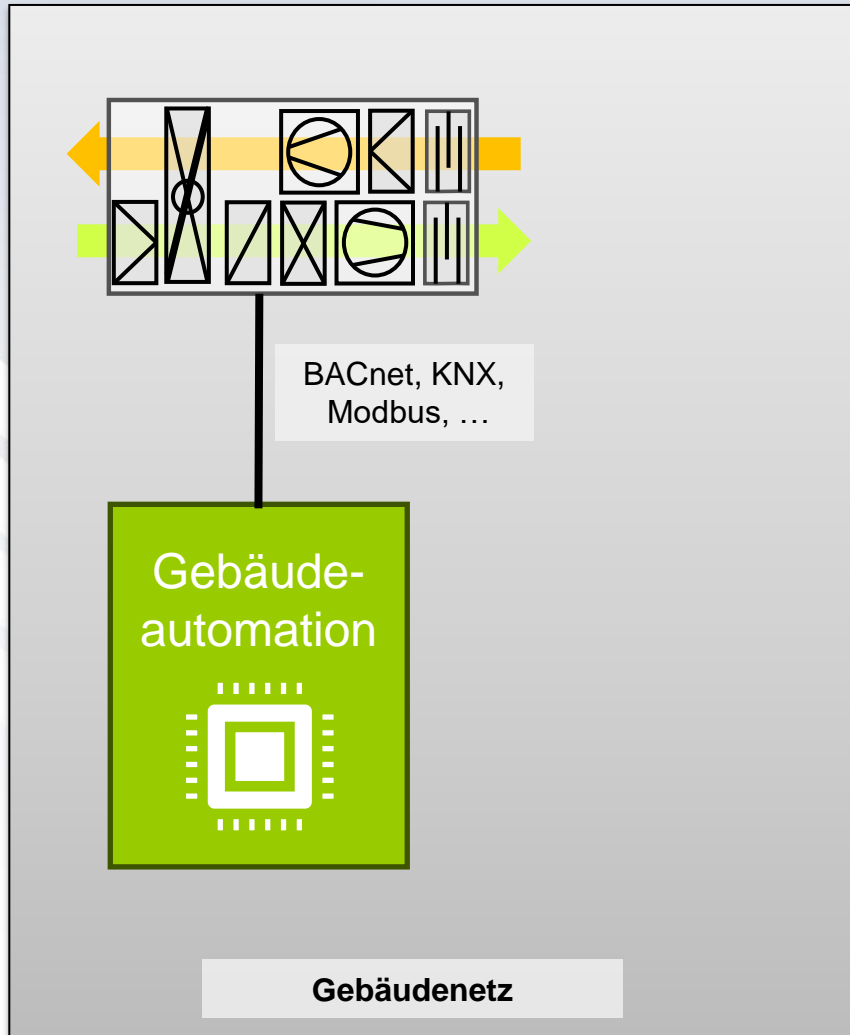 BACnet, KNX,
Modbus, …
Gebäude-
automation
Gebäudenetz